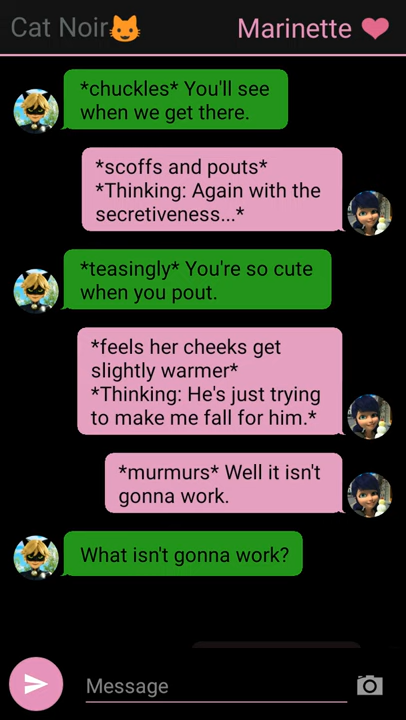 Cat Noir😺 Marinette ❤
*chuckles* You'll see
when we get there.
*scoffs and pouts*
*Thinking: Again with the
secretiveness...*
*teasingly* You're so cute
when you pout.
*feels her cheeks get
slightly warmer*
*Thinking: He's just trying
to make me fall for him.*
*murmurs* Well it isn't
gonna work.
What isn't gonna work?
Message